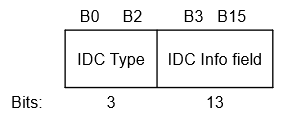 B0 B2 B3 B15
IDC Type IDC Info field
Bits: 3 13